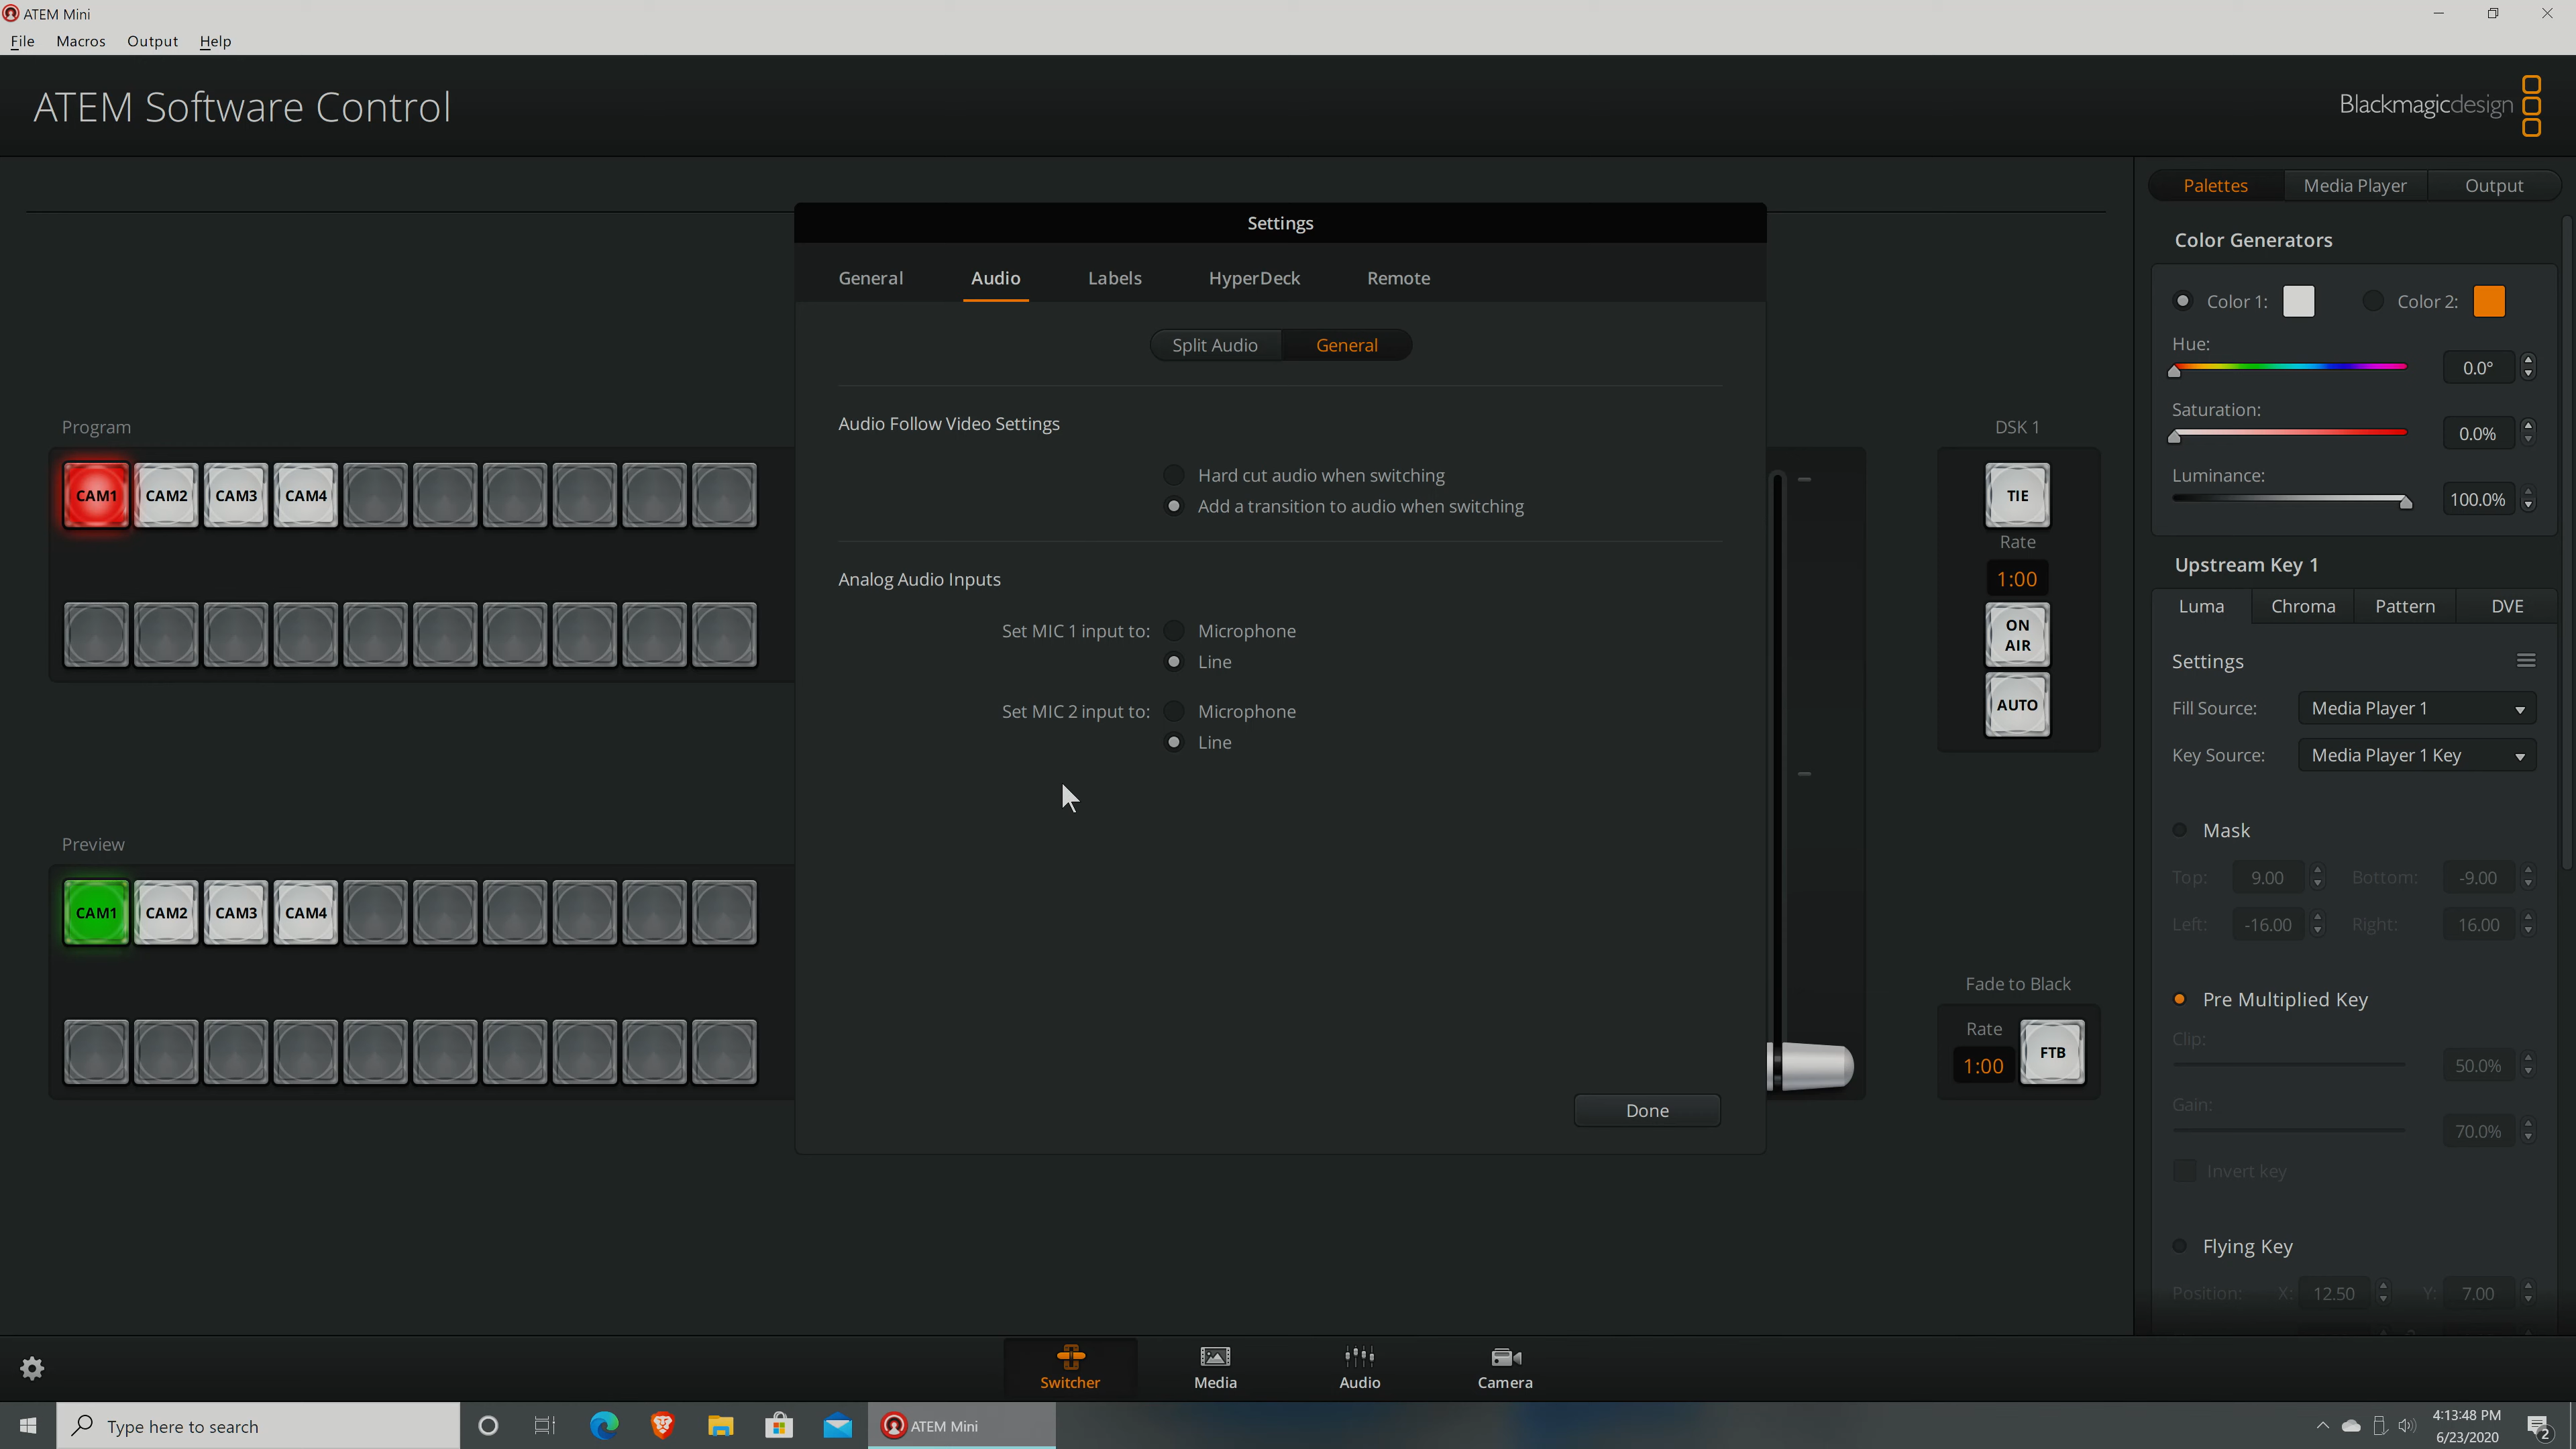 ATEM Mini
File Macros Output Help
ATEM Software Control
Blackmagicdesign
Palettes Media Player Output
Settings
Color Generators
General Audio Labels HyperDeck Remote
Color 1: Color 2:
Split Audio General
Hue:
0.0°
Saturation:
0.0%
Luminance:
100.0%
Audio Follow Video Settings
Hard cut audio when switching
Add a transition to audio when switching
Analog Audio Inputs
Set MIC 1 input to: Microphone
Line
Set MIC 2 input to: Microphone
Line
Done
Program
CAM1 CAM2 CAM3 CAM4
Preview
CAM1 CAM2 CAM3 CAM4
DSK 1
TIE
Rate
1:00
ON
AIR
AUTO
Fade to Black
Rate
1:00 FTB
Upstream Key 1
Luma Chroma Pattern DVE
Settings
Fill Source: Media Player 1
Key Source: Media Player 1 Key
Mask
Top: 9.00 Bottom: -9.00
Left: -16.00 Right: 16.00
Pre Multiplied Key
Clip:
50.0%
Gain:
70.0%
Invert key
Flying Key
Position: X: 12.50 Y: 7.00
Switcher Media Audio Camera
Type here to search
ATEM Mini
4:13:48 PM
6/23/2020
2